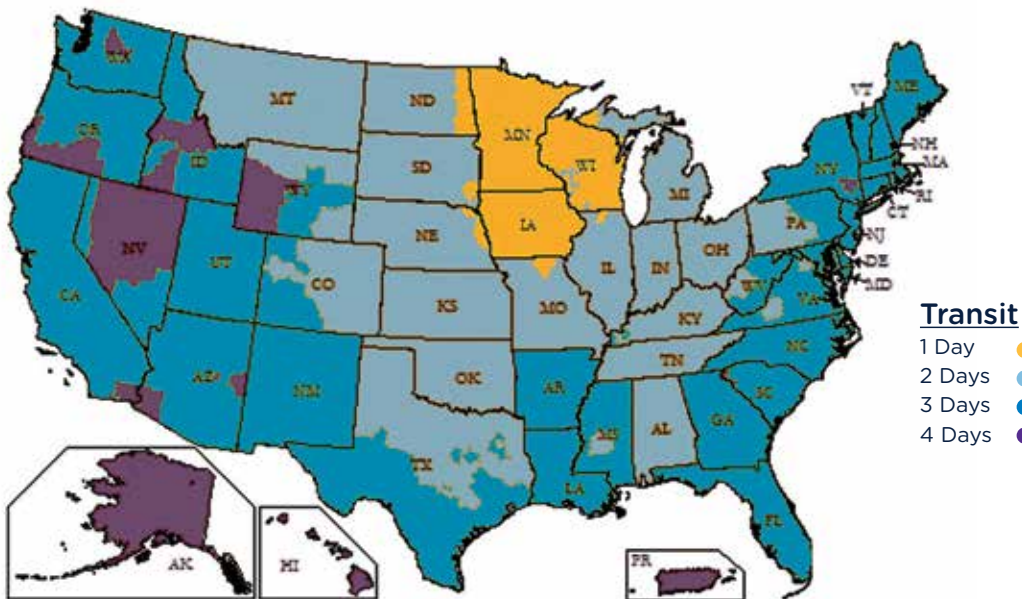 WA
MT
ND
MN
OR
ID
WY
SD
WI
MI
NY
VT
ME
NH
MA
RI
CT
NV
UT
CO
NE
IA
IL
IN
OH
PA
NJ
DE
MD
CA
KS
MO
KY
WV
VA
AZ
NM
OK
AR
TN
NC
SC
TX
LA
MS
AL
GA
FL
AK
HI
PR
Transit
1 Day
2 Days
3 Days
4 Days